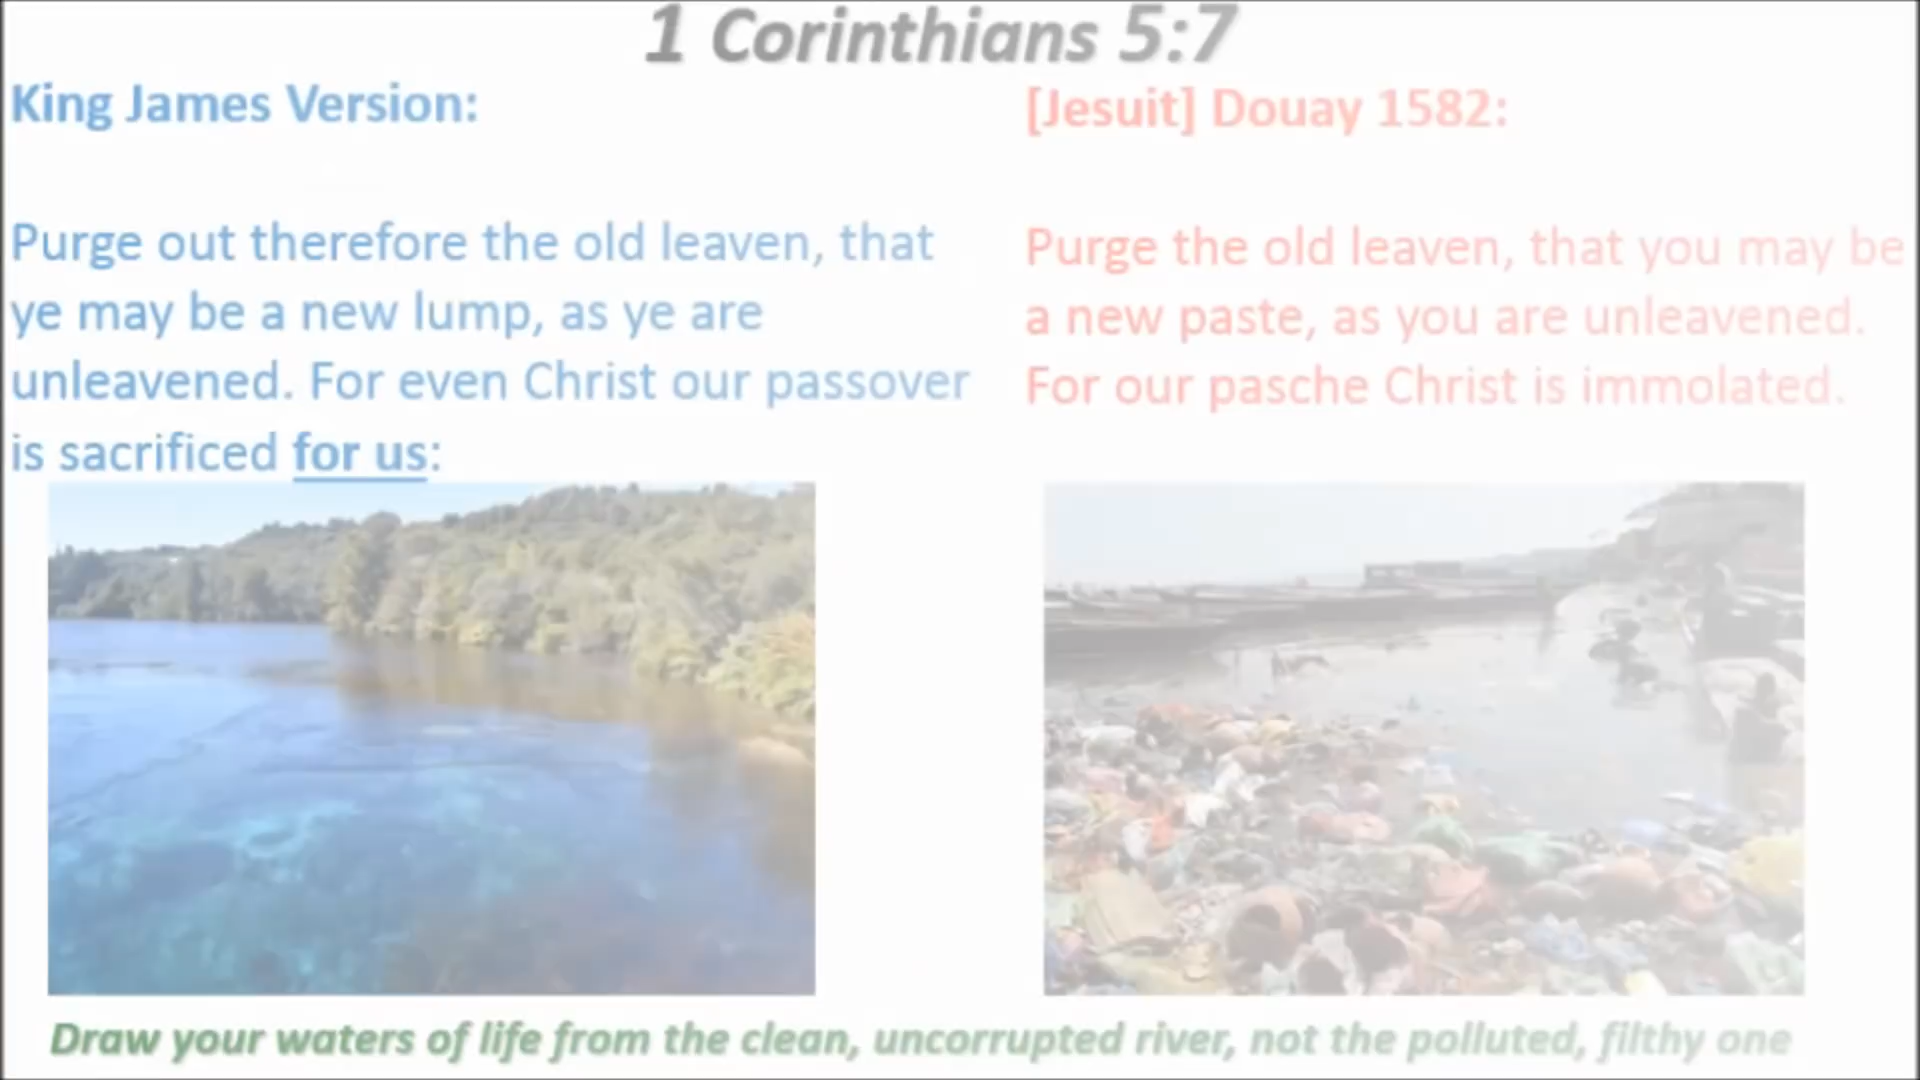 1 Corinthians 5:7
King James Version:
Purge out therefore the old leaven, that
ye may be a new lump, as ye are
unleavened. For even Christ our passover
is sacrificed for us:
[Jesuit] Douay 1582:
Purge the old leaven, that you may be
a new paste, as you are unleavened.
For our pasche Christ is immolated.
Draw your waters of life from the clean, uncorrupted river, not the polluted, filthy one